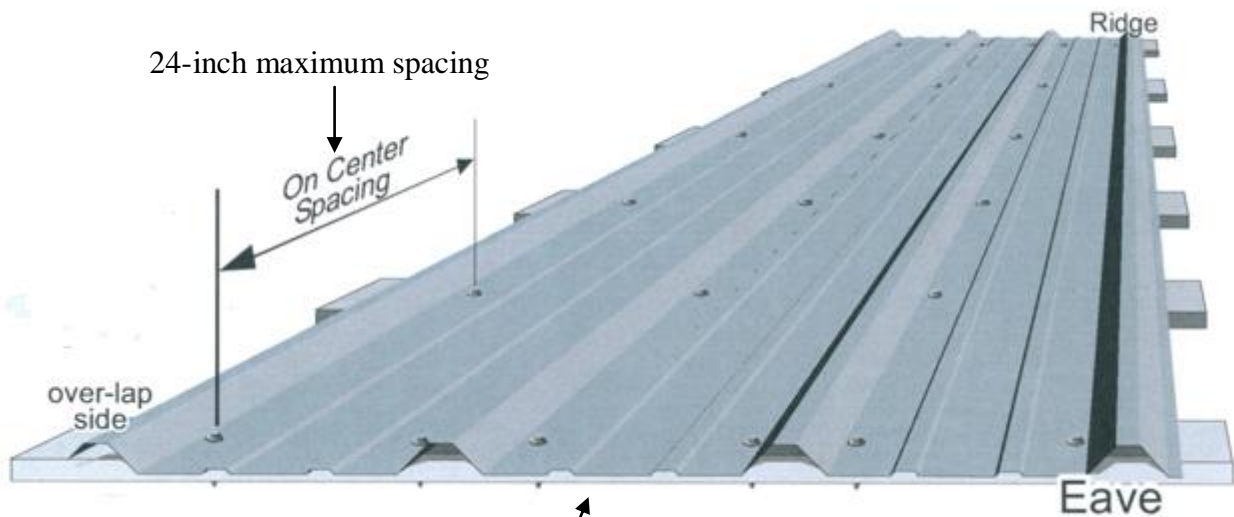 Ridge
24-inch maximum spacing
On Center
Spacing
over-lap
side
Eave